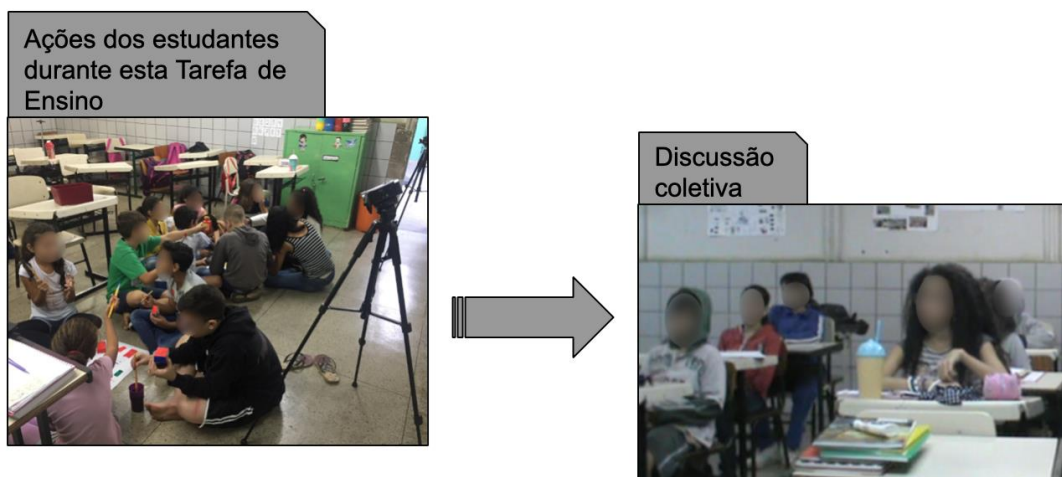 Ações dos estudantes
durante esta Tarefa de
Ensino
Discussão
coletiva